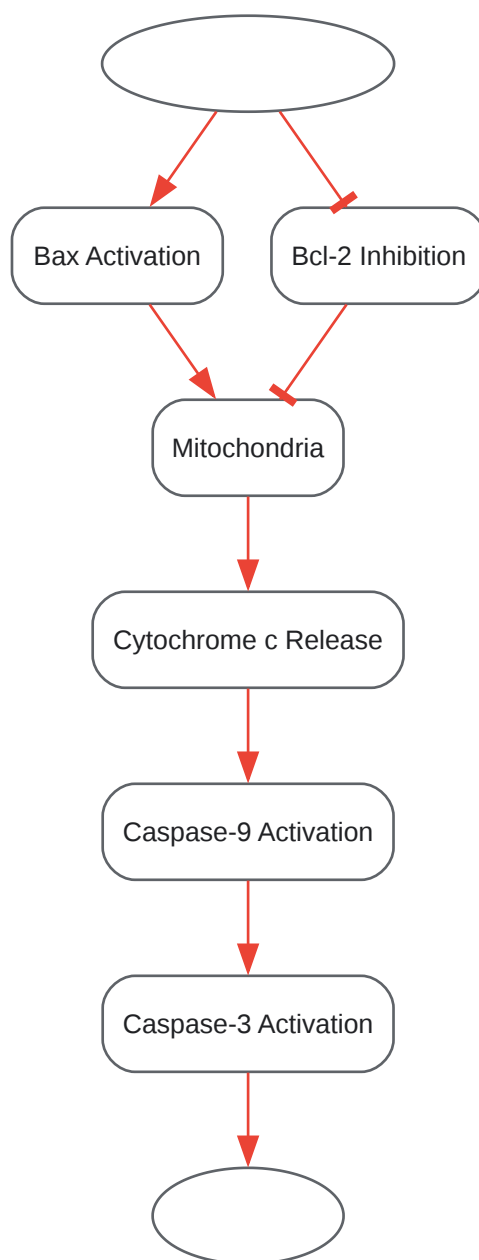 Bax Activation
Bcl-2 Inhibition
Mitochondria
Cytochrome c Release
Caspase-9 Activation
Caspase-3 Activation